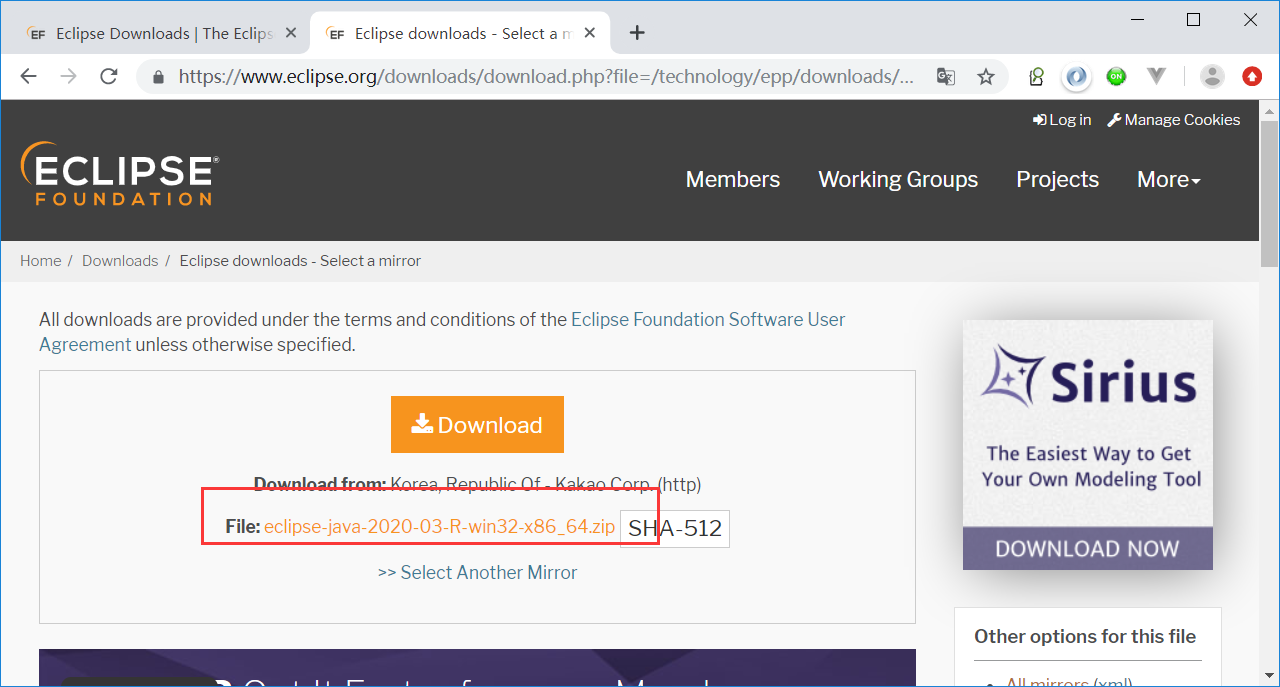 Eclipse Downloads | The Eclips
Eclipse downloads - Select a m
https://www.eclipse.org/downloads/download.php?file=/technology/epp/downloads/...
ON
Log in
Manage Cookies
ECLIPSE®
FOUNDATION
Members
Working Groups
Projects
More
Home / Downloads / Eclipse downloads - Select a mirror
All downloads are provided under the terms and conditions of the Eclipse Foundation Software User
Agreement unless otherwise specified.
Download
Download from: Korea, Republic Of - Kakao Corp. (http)
File: eclipse-java-2020-03-R-win32-x86_64.zip SHA-512
>> Select Another Mirror
Sirius
The Easiest Way to Get
Your Own Modeling Tool
DOWNLOAD NOW
Other options for this file
All mirrors (xml)